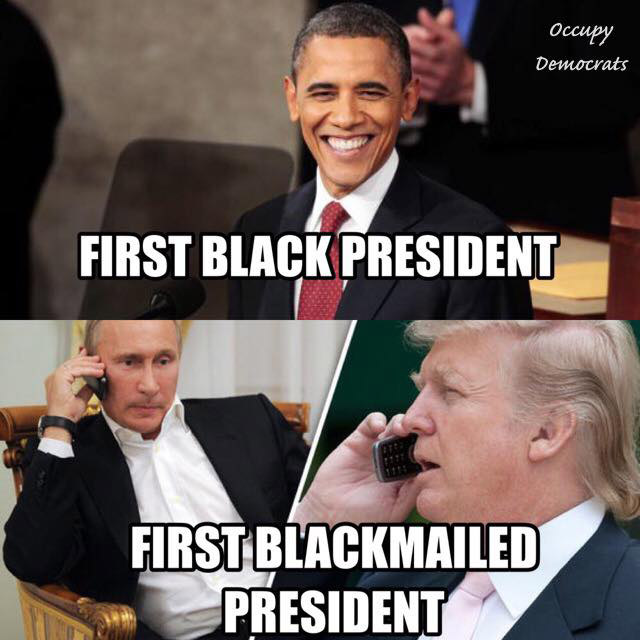 Occupy
Democrats
FIRST BLACK PRESIDENT
FIRST BLACKMAILED
PRESIDENT